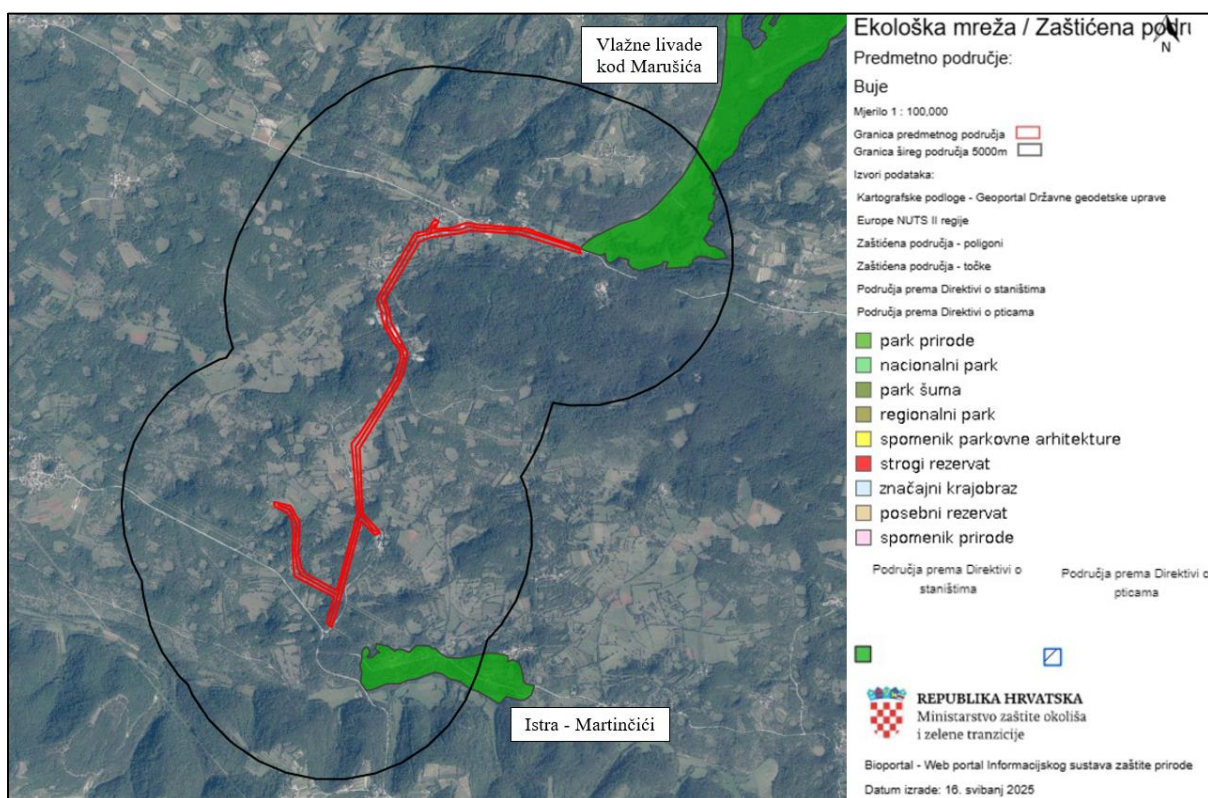 Vlažne livade
kod Marušića
Istra - Martinčići
Ekološka mreža / Zaštićena podru
N
Predmetno područje:
Buje
Mjerilo 1 : 100,000
Granica predmetnog područja
Granica šireg područja 5000m
Izvori podataka:
Kartografske podloge - Geoportal Državne geodetske uprave
Europe NUTS II regije
Zaštićena područja - poligoni
Zaštićena područja - točke
Područja prema Direktivi o staništima
Područja prema Direktivi o pticama
park prirode
nacionalni park
park šuma
regionalni park
spomenik parkovne arhitekture
strogi rezervat
značajni krajobraz
posebni rezervat
spomenik prirode
Područja prema Direktivi o
staništima
Područja prema Direktivi o
pticama
REPUBLIKA HRVATSKA
Ministarstvo zaštite okoliša
i zelene tranzicije
Bioportal - Web portal Informacijskog sustava zaštite prirode
Datum izrade: 16. svibanj 2025